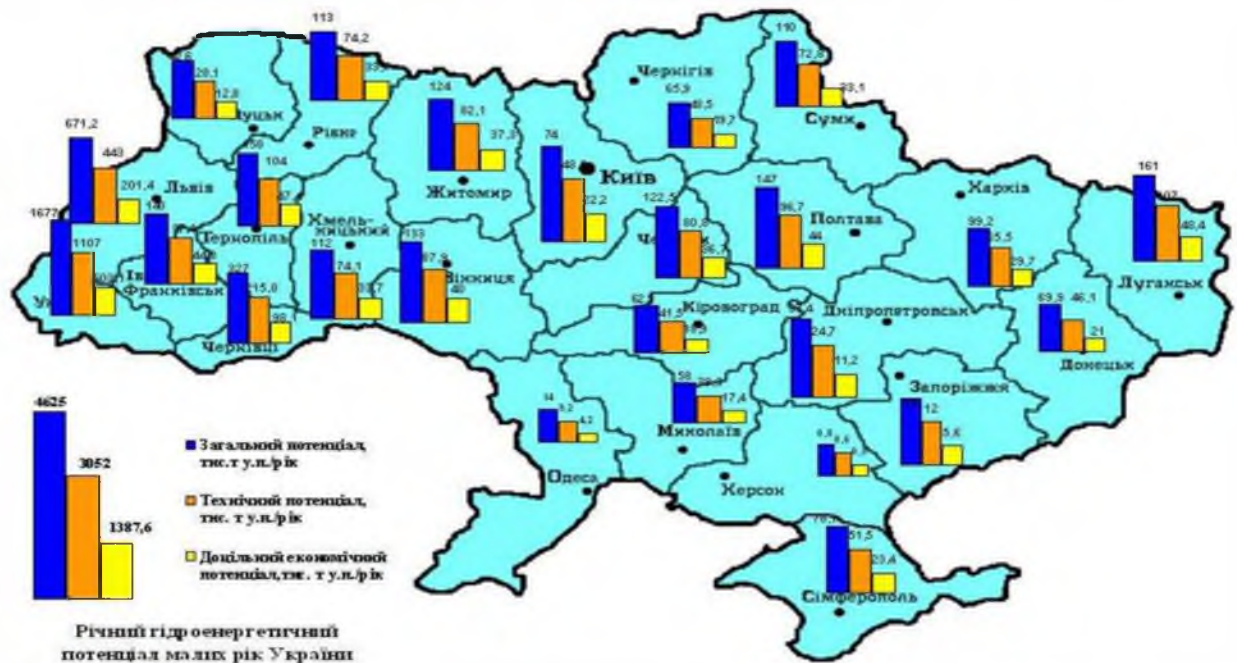 113
74,2
110
72,8
33,1
Чернігів
65,9
48,5
Суми
28,1
12,8
124
82,1
37,3
Рівне
74
Київ
671,2
443
201,4
Львів
104
Житомир
22,2
122,5
80,8
147
96,7
44
Полтава
Харків
99,2
161
48,4
Луганськ
1677
1107
Тернопіль
Хмель-
ницький
112
74,1
133
87,9
40
Франківськ
Чернівці
Кіровоград
41,5
24,7
11,2
Дніпропетровськ
69,9
46,1
21
Донецьк
58
17,4
Миколаїв
Запоріжжя
12
5,6
14
9,2
4,2
Одеса
Херсон
51,5
23,4
Сімферополь
4625
3052
1387,6
Загальний потенціал,
тис.т у.п./рік
Технічний потенціал,
тис. т у.п./рік
Доцільний економічний
потенціал,тис. т у.п./рік
Річний гідроенергетичний
потенціал малих рік України